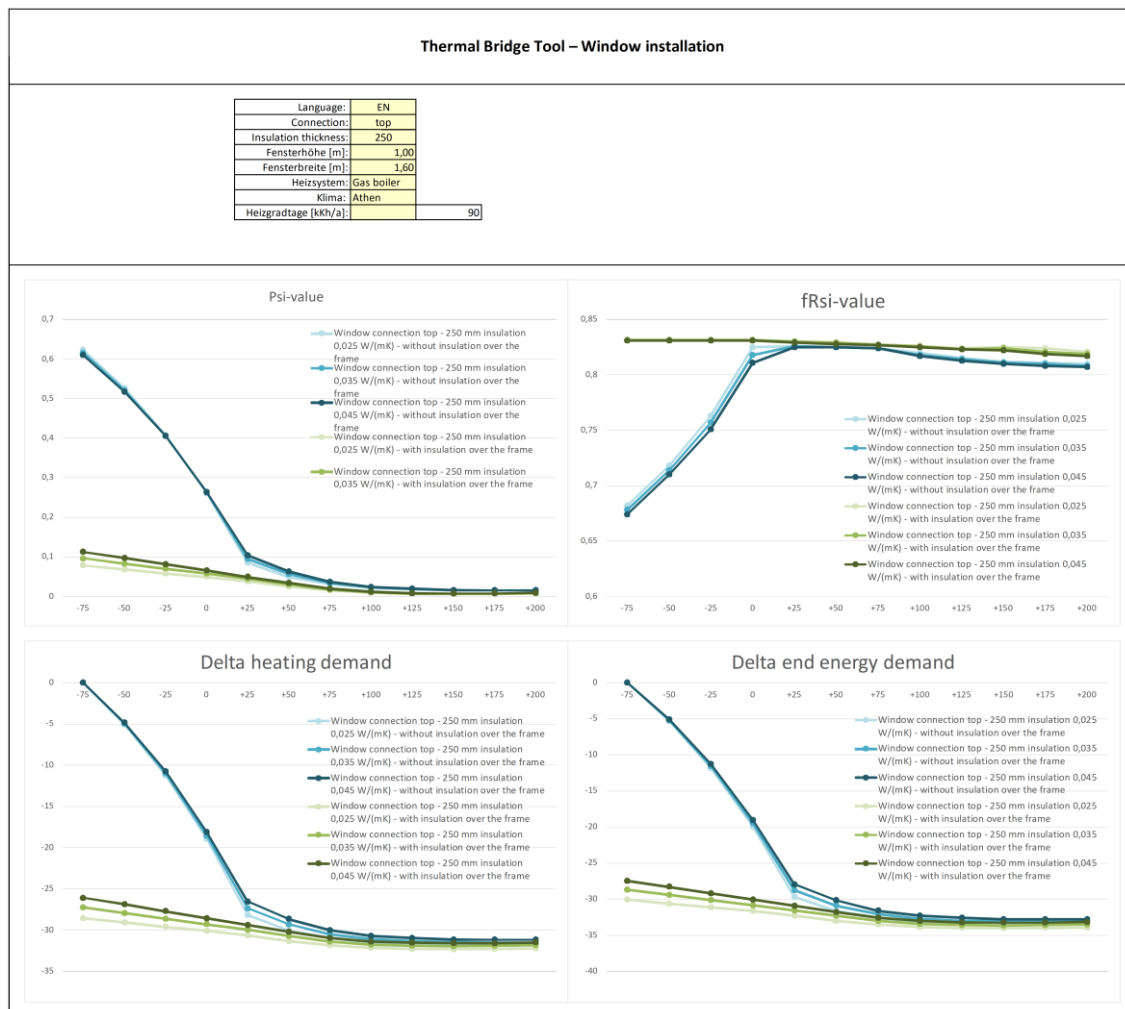 Thermal Bridge Tool – Window installation
Language: EN
Connection: top
Insulation thickness: 250
Fensterhöhe [m]: 1,00
Fensterbreite [m]: 1,60
Heizsystem: Gas boiler
Klima: Athen
Heizgradtage [kKh/a]: 90
Psi-value
0,7
0,6
0,5
0,4
0,3
0,2
0,1
0
-75 -50 -25 0 +25 +50 +75 +100 +125 +150 +175 +200
Window connection top - 250 mm insulation
0,025 W/(mK) - without insulation over the
frame
Window connection top - 250 mm insulation
0,035 W/(mK) - without insulation over the
frame
Window connection top - 250 mm insulation
0,045 W/(mK) - without insulation over the
frame
Window connection top - 250 mm insulation
0,025 W/(mK) - with insulation over the frame
Window connection top - 250 mm insulation
0,035 W/(mK) - with insulation over the frame
fRsi-value
0,85
0,8
0,75
0,7
0,65
0,6
-75 -50 -25 0 +25 +50 +75 +100 +125 +150 +175 +200
Window connection top - 250 mm insulation 0,025
W/(mK) - without insulation over the frame
Window connection top - 250 mm insulation 0,035
W/(mK) - without insulation over the frame
Window connection top - 250 mm insulation 0,045
W/(mK) - without insulation over the frame
Window connection top - 250 mm insulation 0,025
W/(mK) - with insulation over the frame
Window connection top - 250 mm insulation 0,035
W/(mK) - with insulation over the frame
Window connection top - 250 mm insulation 0,045
W/(mK) - with insulation over the frame
Delta heating demand
0
-5
-10
-15
-20
-25
-30
-35
-75 -50 -25 0 +25 +50 +75 +100 +125 +150 +175 +200
Window connection top - 250 mm insulation
0,025 W/(mK) - without insulation over the frame
Window connection top - 250 mm insulation
0,035 W/(mK) - without insulation over the frame
Window connection top - 250 mm insulation
0,045 W/(mK) - without insulation over the frame
Window connection top - 250 mm insulation
0,025 W/(mK) - with insulation over the frame
Window connection top - 250 mm insulation
0,035 W/(mK) - with insulation over the frame
Window connection top - 250 mm insulation
0,045 W/(mK) - with insulation over the frame
Delta end energy demand
0
-5
-10
-15
-20
-25
-30
-35
-40
-75 -50 -25 0 +25 +50 +75 +100 +125 +150 +175 +200
Window connection top - 250 mm insulation 0,025
W/(mK) - without insulation over the frame
Window connection top - 250 mm insulation 0,035
W/(mK) - without insulation over the frame
Window connection top - 250 mm insulation 0,045
W/(mK) - without insulation over the frame
Window connection top - 250 mm insulation 0,025
W/(mK) - with insulation over the frame
Window connection top - 250 mm insulation 0,035
W/(mK) - with insulation over the frame
Window connection top - 250 mm insulation 0,045
W/(mK) - with insulation over the frame